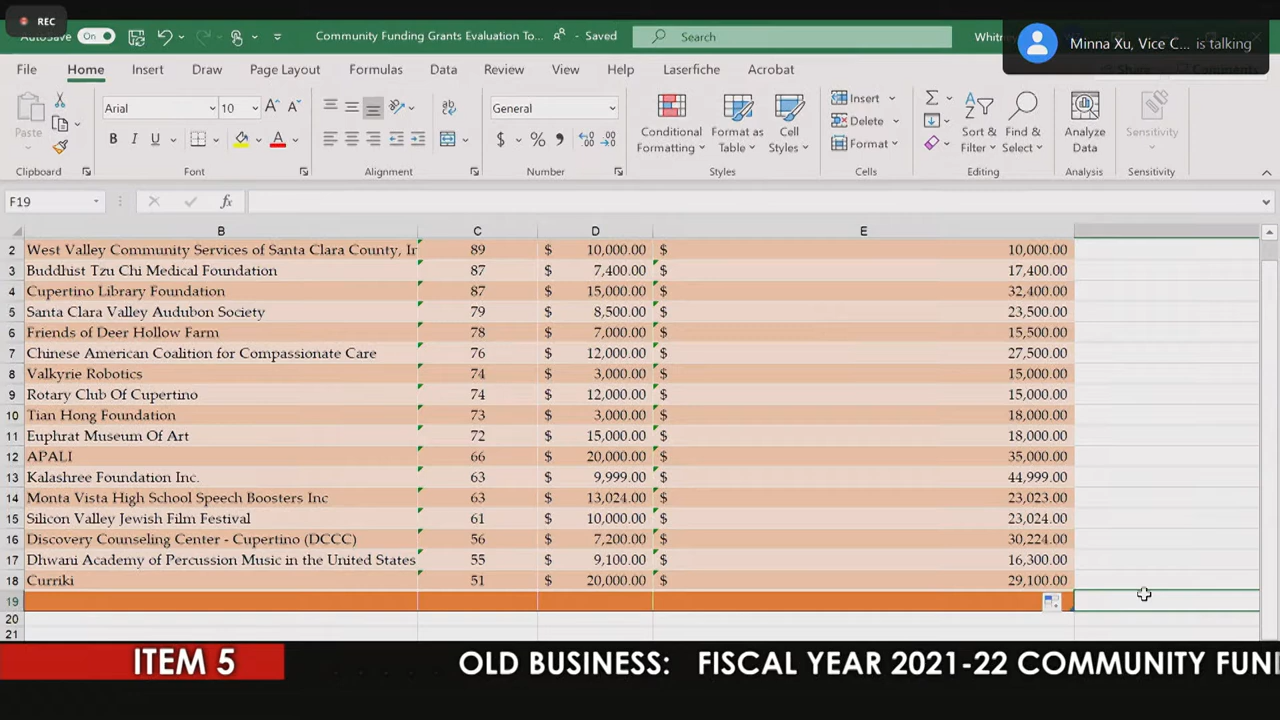 REC
AutoSave On
Community Funding Grants Evaluation To... - Saved
Search
Whitne
Minna Xu, Vice C... is talking
File Home Insert Draw Page Layout Formulas Data Review View Help Laserfiche Acrobat
Share Comments
Paste
Arial 10
B I U A
General
$ % 9
Conditional Formatting
Format as Table
Cell Styles
Insert
Delete
Format
Sort & Filter
Find & Select
Analyze Data
Sensitivity
Clipboard Font Alignment Number Styles Cells Editing Analysis Sensitivity
F19 fx
B C D E
2 West Valley Community Services of Santa Clara County, Ir 89 $ 10,000.00 $ 10,000.00
3 Buddhist Tzu Chi Medical Foundation 87 $ 7,400.00 $ 17,400.00
4 Cupertino Library Foundation 87 $ 15,000.00 $ 32,400.00
5 Santa Clara Valley Audubon Society 79 $ 8,500.00 $ 23,500.00
6 Friends of Deer Hollow Farm 78 $ 7,000.00 $ 15,500.00
7 Chinese American Coalition for Compassionate Care 76 $ 12,000.00 $ 27,500.00
8 Valkyrie Robotics 74 $ 3,000.00 $ 15,000.00
9 Rotary Club Of Cupertino 74 $ 12,000.00 $ 15,000.00
10 Tian Hong Foundation 73 $ 3,000.00 $ 18,000.00
11 Euphrat Museum Of Art 72 $ 15,000.00 $ 18,000.00
12 APALI 66 $ 20,000.00 $ 35,000.00
13 Kalashree Foundation Inc. 63 $ 9,999.00 $ 44,999.00
14 Monta Vista High School Speech Boosters Inc 63 $ 13,024.00 $ 23,023.00
15 Silicon Valley Jewish Film Festival 61 $ 10,000.00 $ 23,024.00
16 Discovery Counseling Center - Cupertino (DCCC) 56 $ 7,200.00 $ 30,224.00
17 Dhwani Academy of Percussion Music in the United States 55 $ 9,100.00 $ 16,300.00
18 Curriki 51 $ 20,000.00 $ 29,100.00
19
20
21
ITEM 5 OLD BUSINESS: FISCAL YEAR 2021-22 COMMUNITY FUN